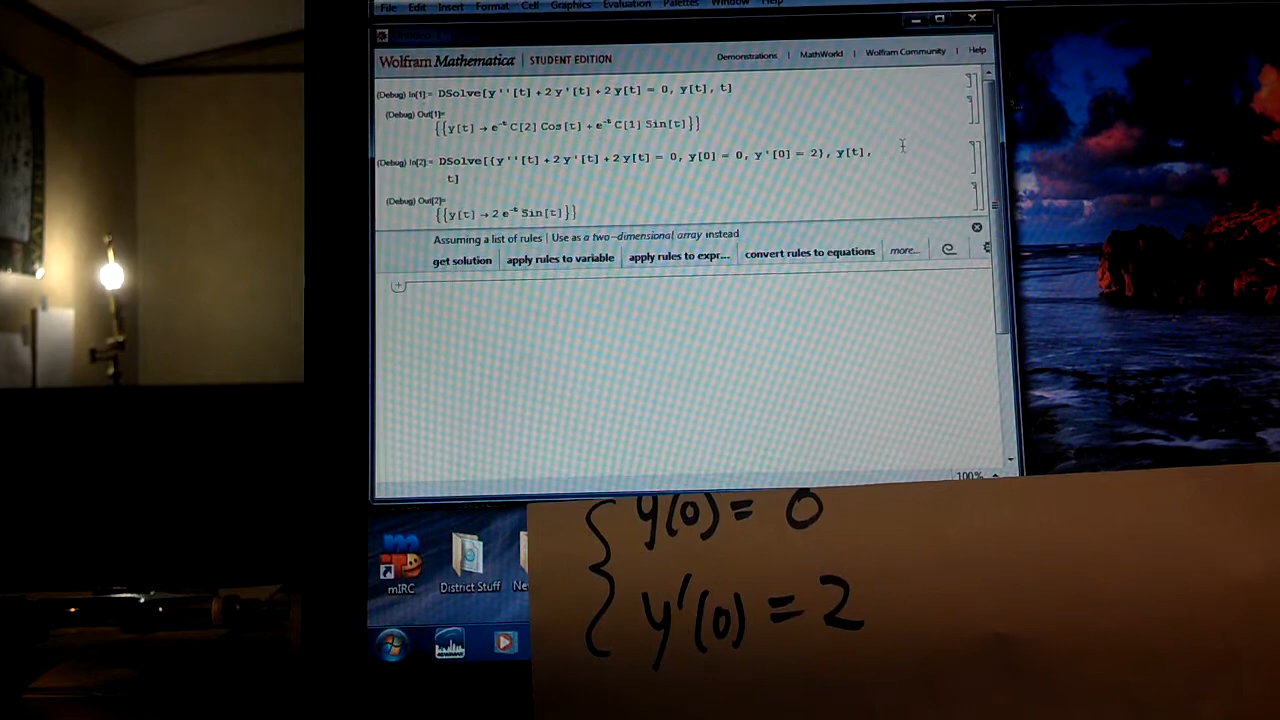 File Edit Insert Format Cell Graphics Evaluation Palettes Window Help
Wolfram Mathematica | STUDENT EDITION Demonstrations | MathWorld | Wolfram Community | Help
(Debug) In[1]:= DSolve[y''[t] + 2 y'[t] + 2 y[t] = 0, y[t], t]
(Debug) Out[1]=
{{y[t] → e^-t C[2] Cos[t] + e^-t C[1] Sin[t]}}
(Debug) In[2]:= DSolve[{y''[t] + 2 y'[t] + 2 y[t] = 0, y[0] = 0, y'[0] = 2}, y[t],
t]
(Debug) Out[2]=
{{y[t] → 2 e^-t Sin[t]}}
Assuming a list of rules | Use as a two-dimensional array instead
get solution | apply rules to variable | apply rules to expr... | convert rules to equations | more...
100%
y(0) = 0
y'(0) = 2
mIRC
District Stuff
Ne